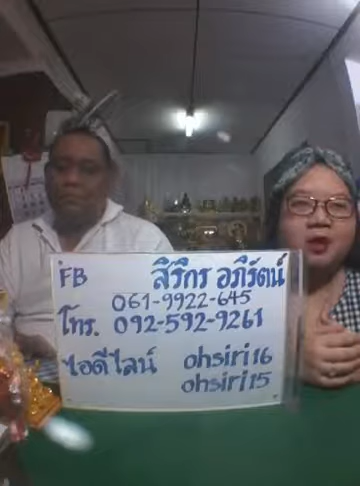 FB สิริกร อภิรัตน์
061-9922-645
โทร. 092-592-9261
ไอดีไลน์ ohsiri16
ohsiri15